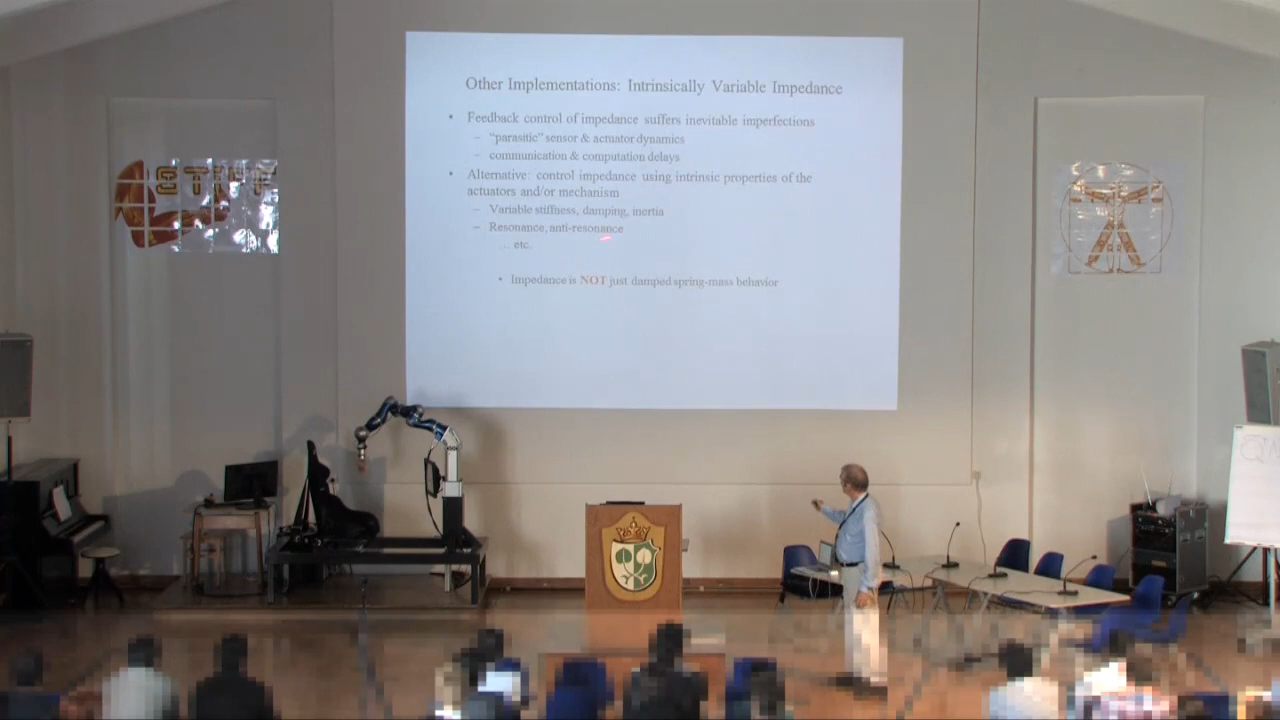 Other Implementations: Intrinsically Variable Impedance
• Feedback control of impedance suffers inevitable imperfections
– "parasitic" sensor & actuator dynamics
– communication & computation delays
• Alternative: control impedance using intrinsic properties of the
actuators and/or mechanism
– Variable stiffness, damping, inertia
– Resonance, anti-resonance
… etc.
• Impedance is NOT just damped spring-mass behavior
STIFF